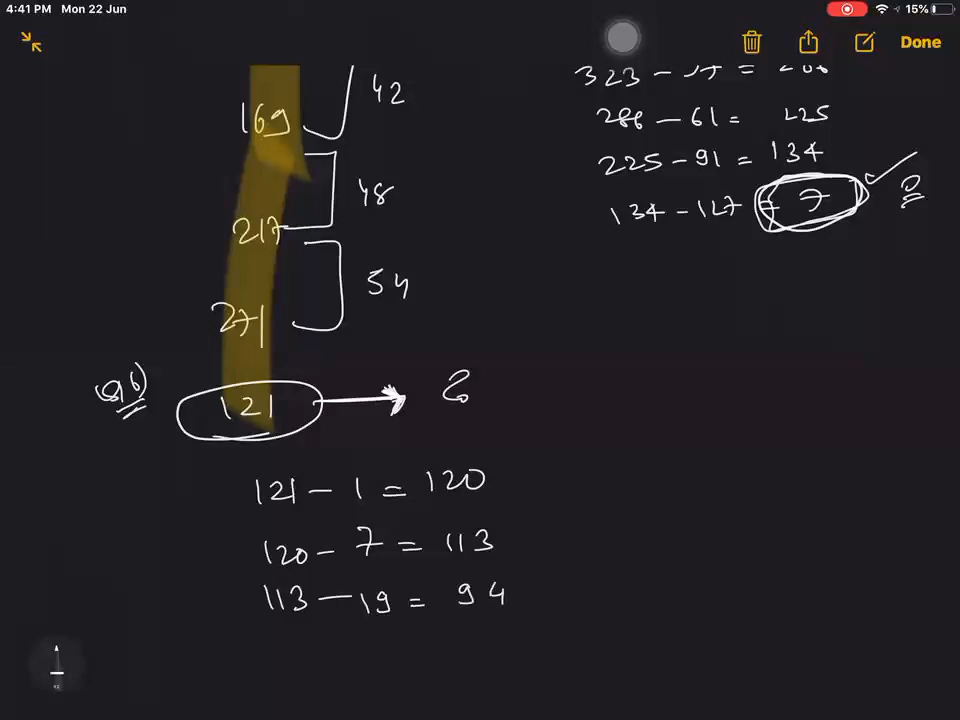 4:41 PM Mon 22 Jun 15%
Done
42
169
48
217
54
271
121
121 - 1 = 120
120 - 7 = 113
113 - 19 = 94
286 - 61 = 225
225 - 91 = 134
134 - 127 = 7